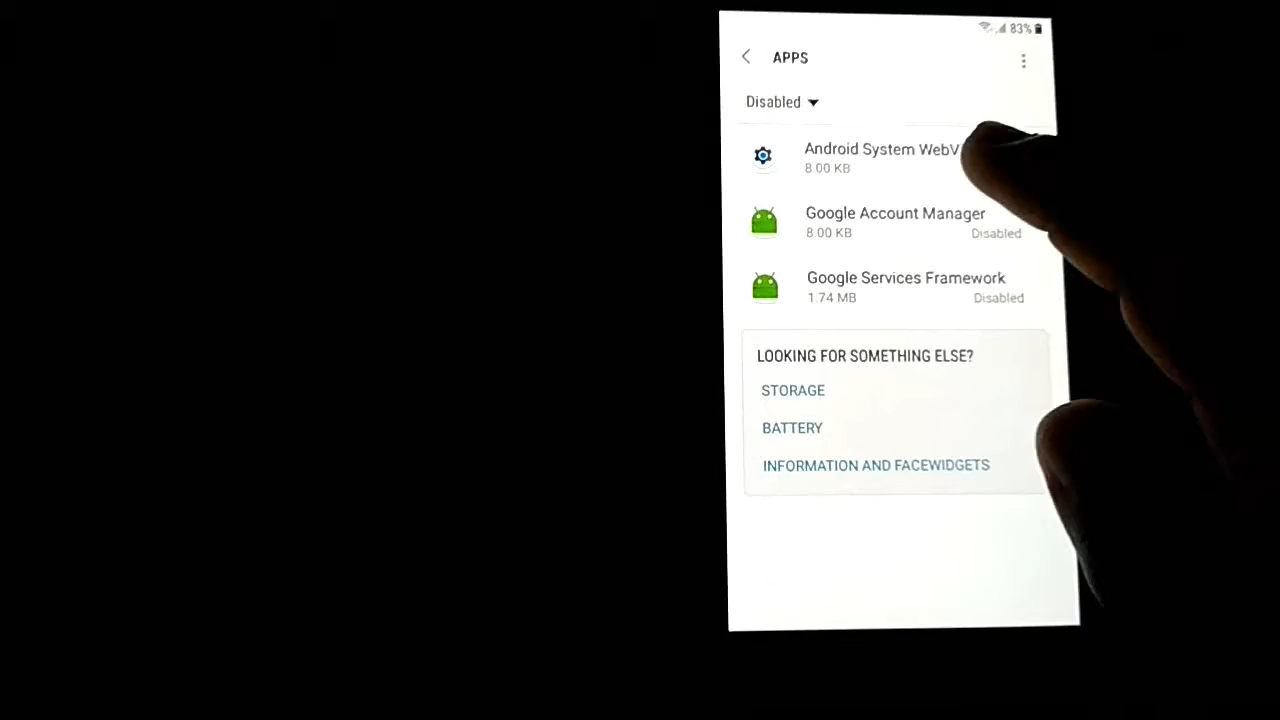 83%
APPS
Disabled
Android System WebV
8.00 KB
Google Account Manager
8.00 KB
Disabled
Google Services Framework
1.74 MB
Disabled
LOOKING FOR SOMETHING ELSE?
STORAGE
BATTERY
INFORMATION AND FACEWIDGETS